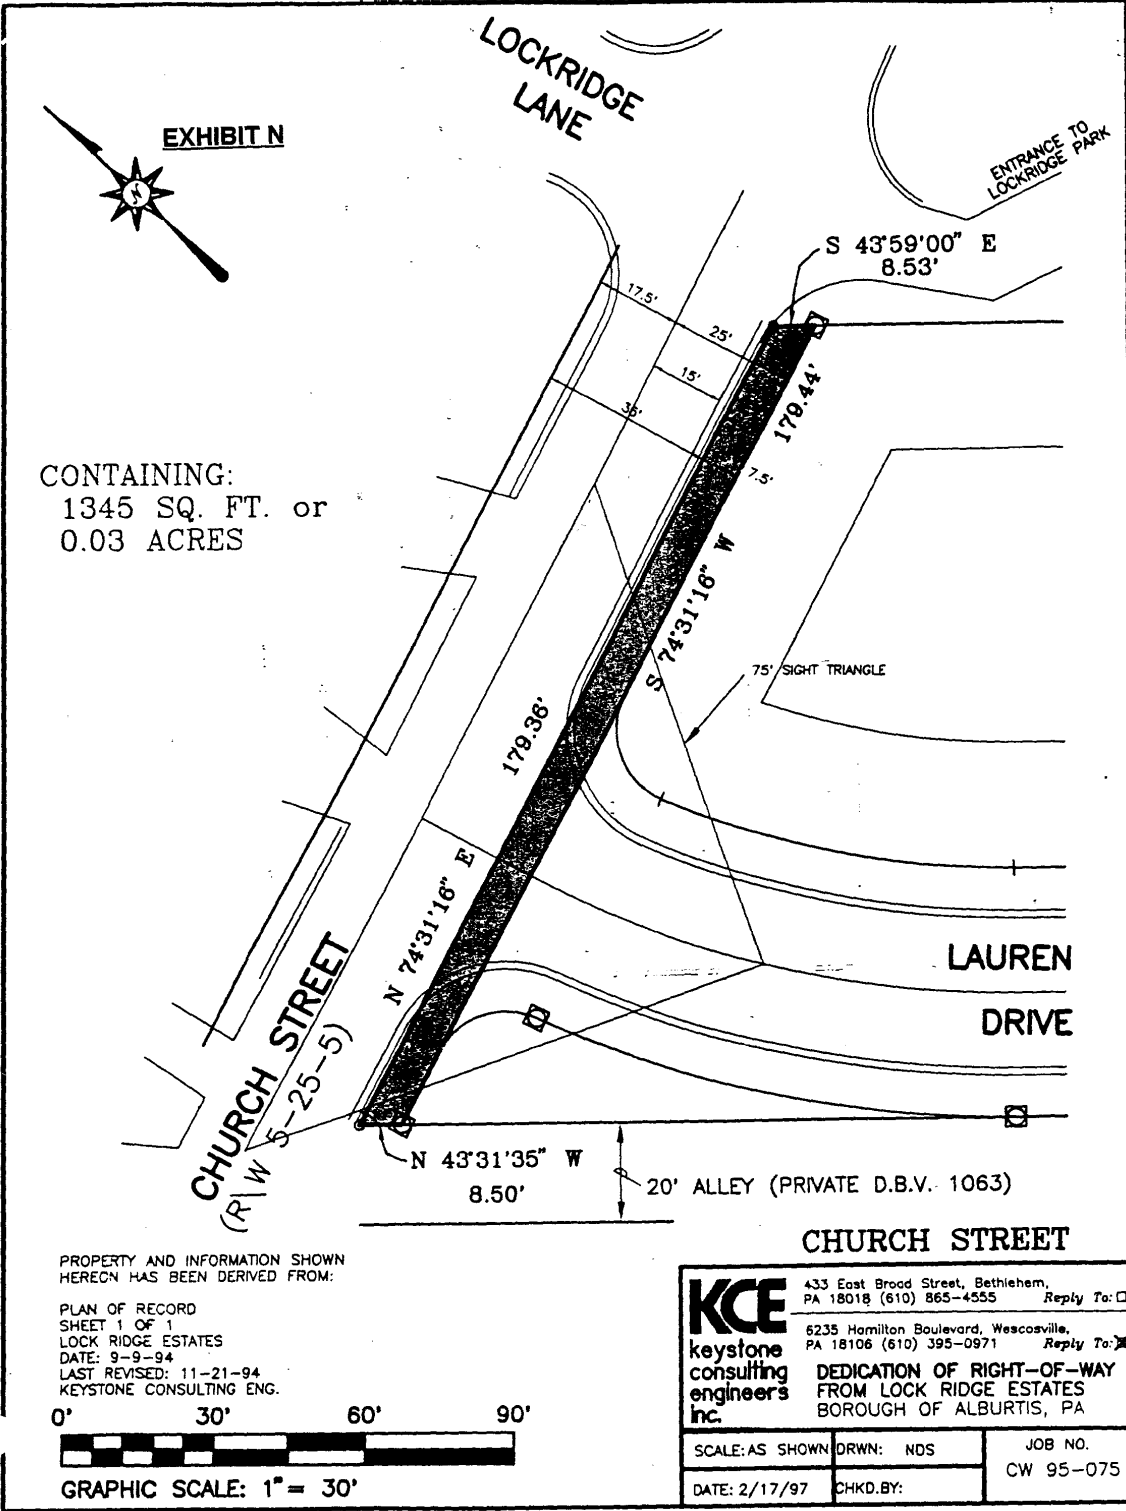 LOCKRIDGE
LANE
EXHIBIT N
ENTRANCE TO
LOCKRIDGE PARK
N
S 43°59'00" E
8.53'
17.5'
25'
15'
35'
7.5'
179.44'
S 74°31'16" W
CONTAINING:
1345 SQ. FT. or
0.03 ACRES
75' SIGHT TRIANGLE
179.36'
N 74°31'16" E
LAUREN
DRIVE
CHURCH STREET
(R|W 5-25-5)
N 43°31'35" W
8.50'
20' ALLEY (PRIVATE D.B.V. 1063)
CHURCH STREET
PROPERTY AND INFORMATION SHOWN
HEREON HAS BEEN DERIVED FROM:
PLAN OF RECORD
SHEET 1 OF 1
LOCK RIDGE ESTATES
DATE: 9-9-94
LAST REVISED: 11-21-94
KEYSTONE CONSULTING ENG.
0' 30' 60' 90'
GRAPHIC SCALE: 1"= 30'
KCE
keystone
consulting
engineers
inc.
433 East Broad Street, Bethlehem,
PA 18018 (610) 865-4555 Reply To:
6235 Hamilton Boulevard, Wescosville,
PA 18106 (610) 395-0971 Reply To:
DEDICATION OF RIGHT-OF-WAY
FROM LOCK RIDGE ESTATES
BOROUGH OF ALBURTIS, PA
SCALE: AS SHOWN DRWN: NDS
JOB NO.
CW 95-075
DATE: 2/17/97 CHKD.BY: